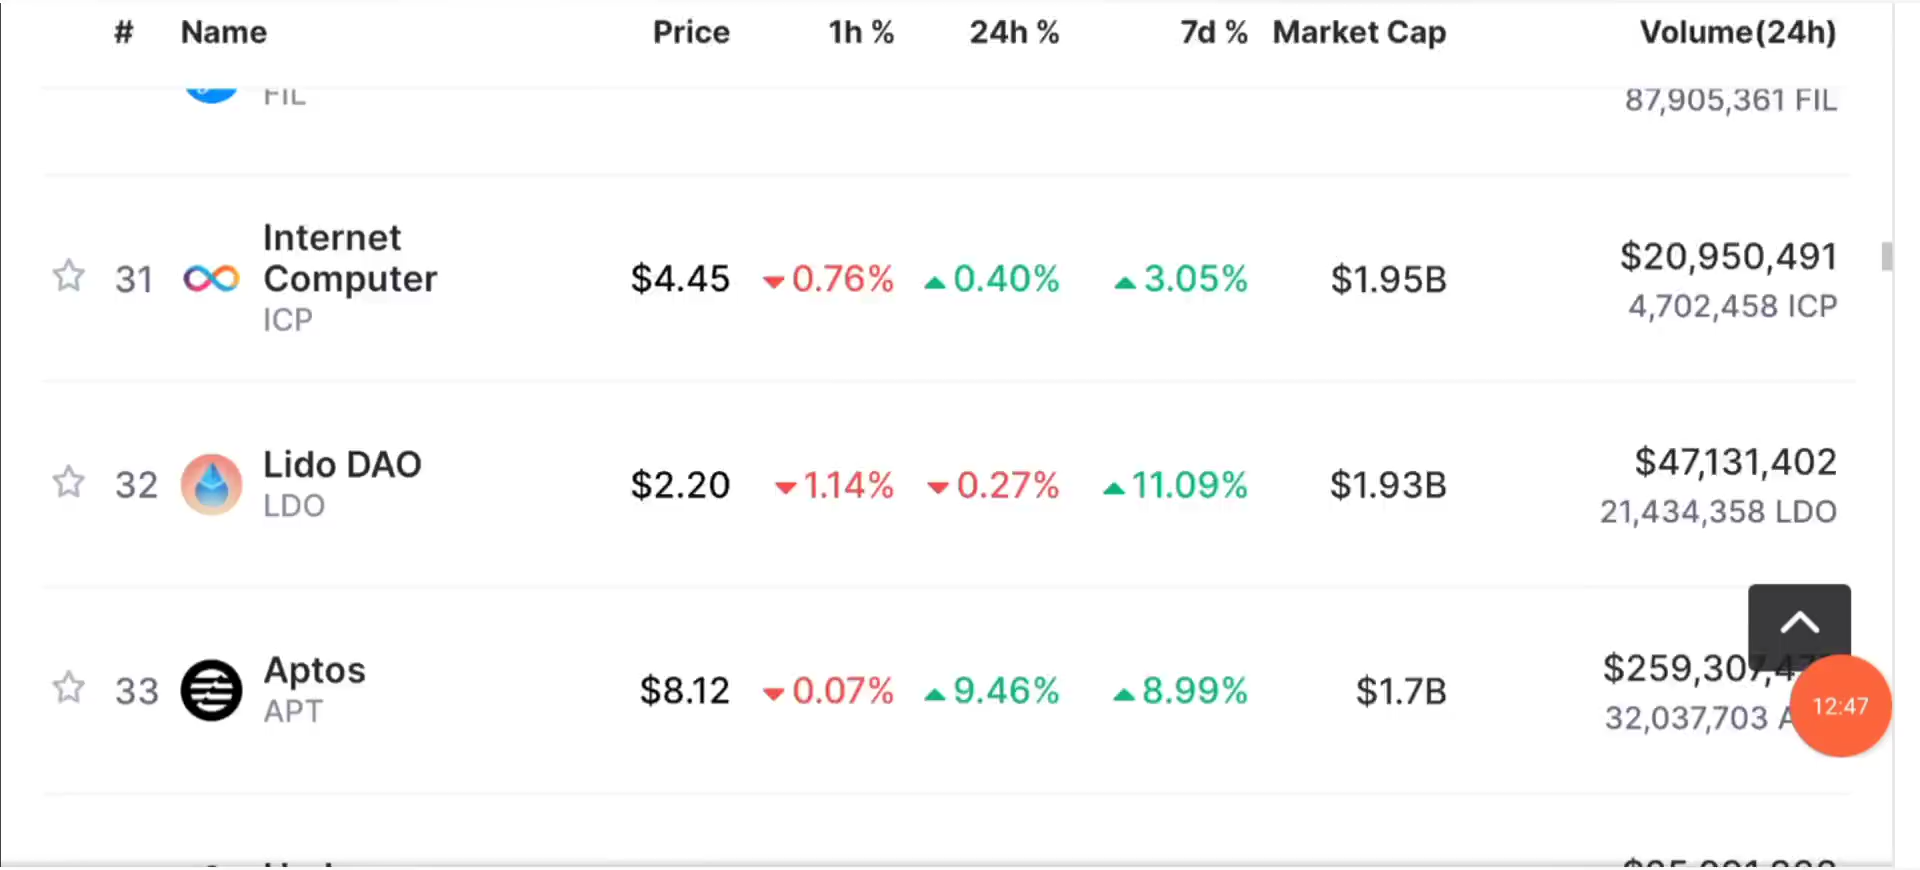 # Name Price 1h % 24h % 7d % Market Cap Volume(24h)
FIL 87,905,361 FIL
31 Internet Computer ICP $4.45 0.76% 0.40% 3.05% $1.95B $20,950,491
4,702,458 ICP
32 Lido DAO LDO $2.20 1.14% 0.27% 11.09% $1.93B $47,131,402
21,434,358 LDO
33 Aptos APT $8.12 0.07% 9.46% 8.99% $1.7B
32,037,703
12:47